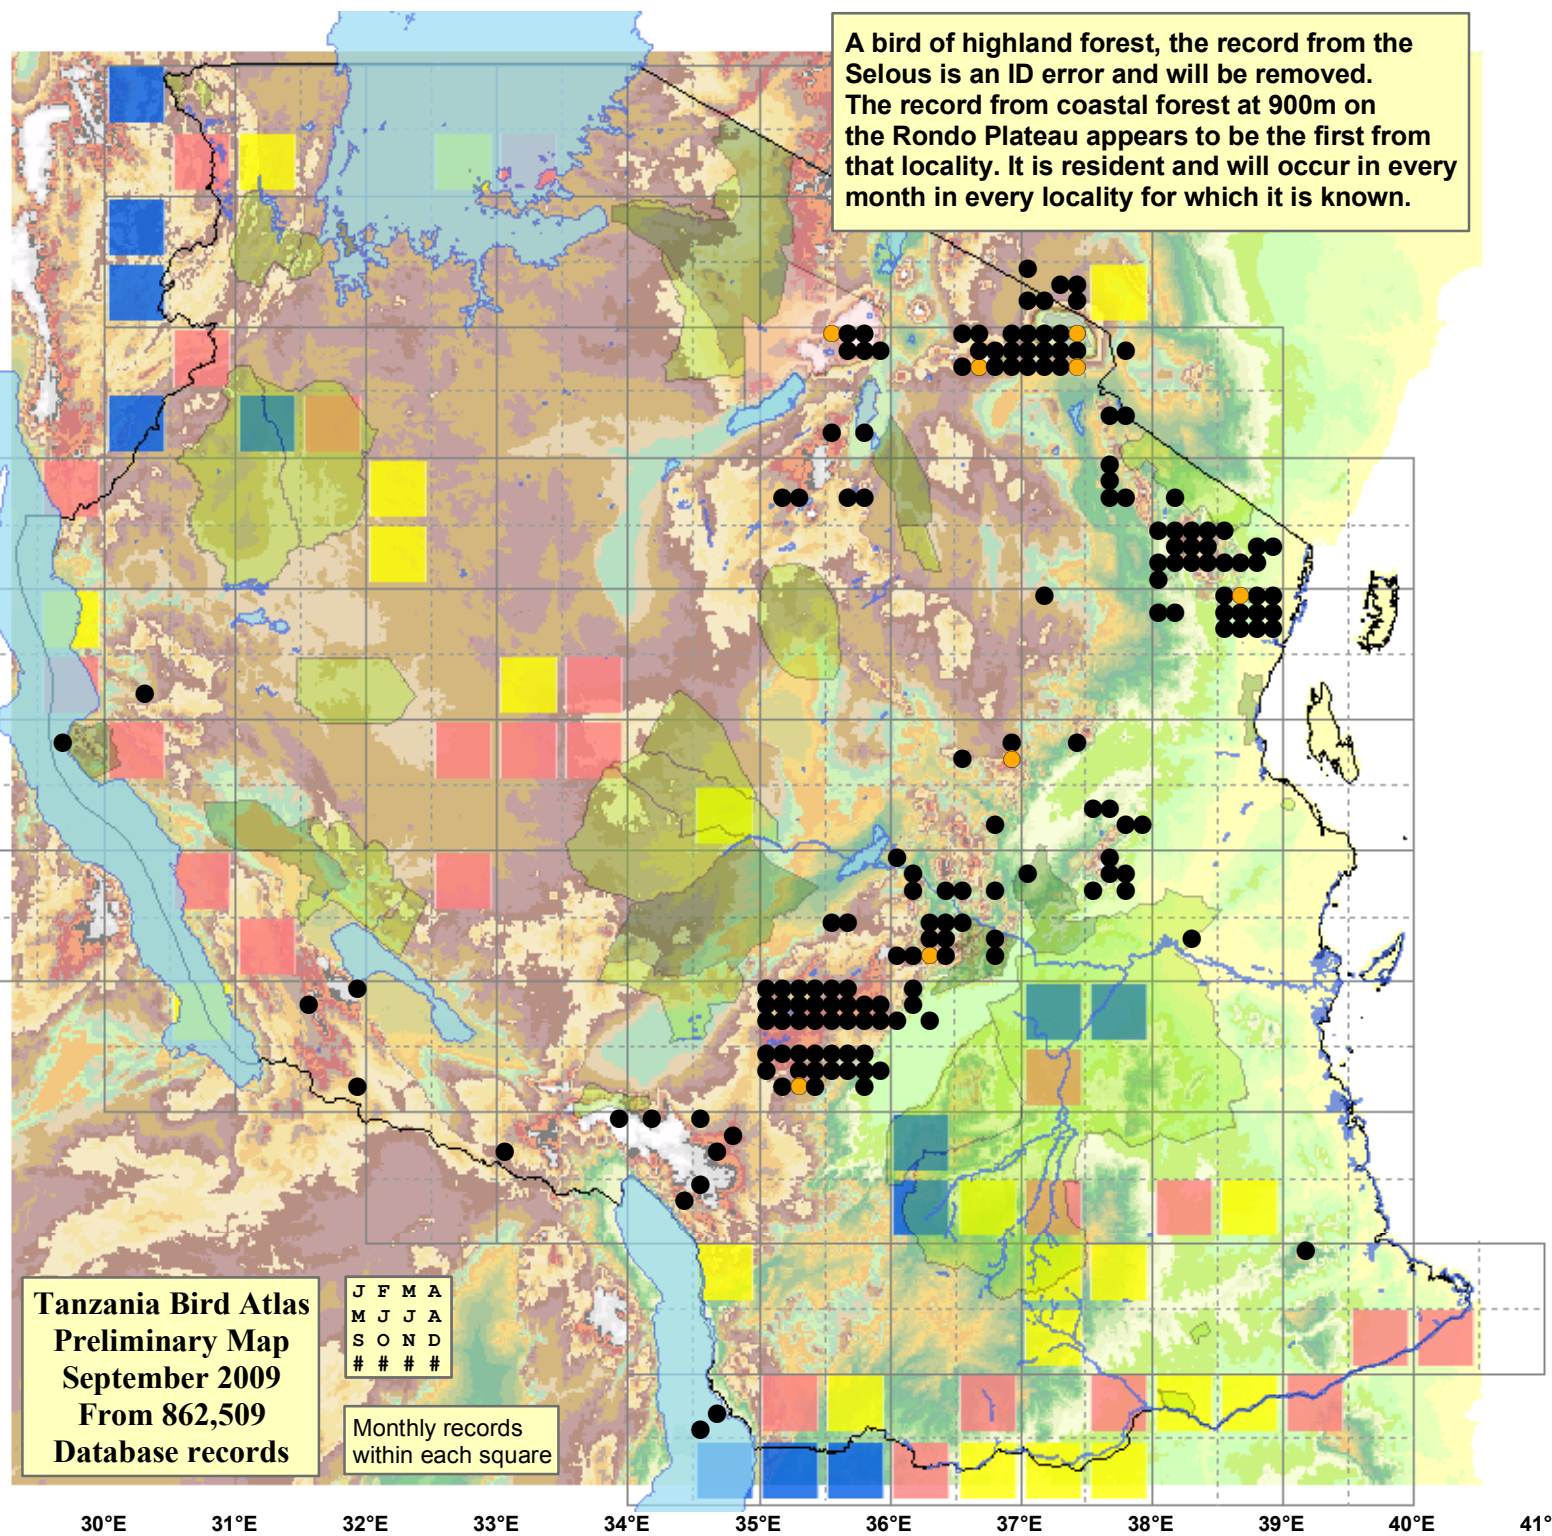 A bird of highland forest, the record from the
Selous is an ID error and will be removed.
The record from coastal forest at 900m on
the Rondo Plateau appears to be the first from
that locality. It is resident and will occur in every
month in every locality for which it is known.
Tanzania Bird Atlas
Preliminary Map
September 2009
From 862,509
Database records
J F M A
M J J A
S O N D
# # # #
Monthly records
within each square
30°E 31°E 32°E 33°E 34°E 35°E 36°E 37°E 38°E 39°E 40°E 41°